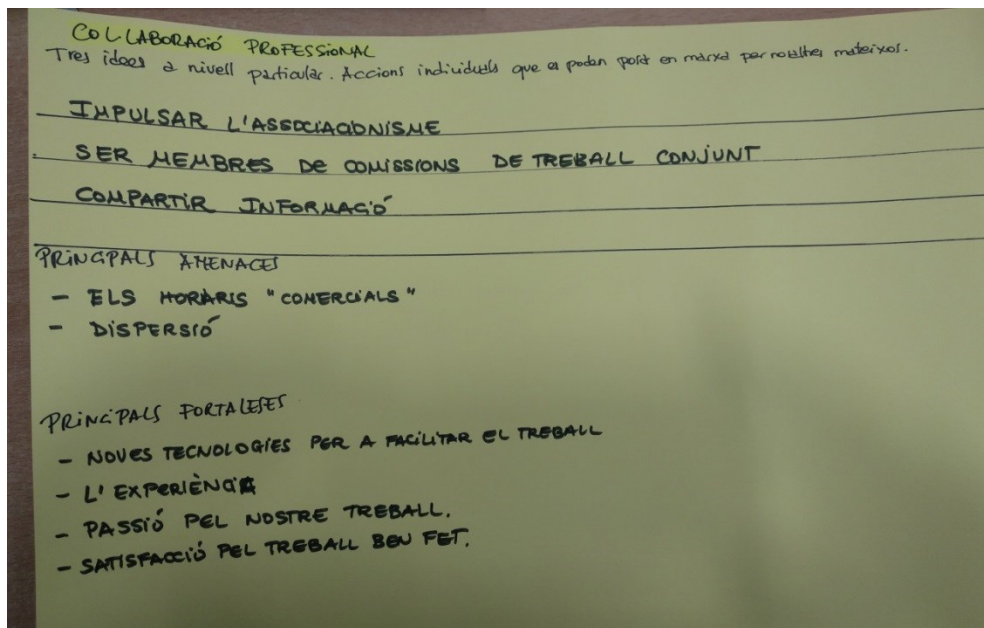 COL·LABORACIÓ PROFESSIONAL
Tres idees a nivell particular. Accions individuals que es poden posar en marxa per nosaltres mateixos.
IMPULSAR L'ASSOCIACIONISME
SER MEMBRES DE COMISSIONS DE TREBALL CONJUNT
COMPARTIR INFORMACIÓ
PRINCIPALS AMENACES
- ELS HORARIS "COMERCIALS"
- DISPERSIÓ
PRINCIPALS FORTALESES
- NOVES TECNOLOGIES PER A FACILITAR EL TREBALL
- L'EXPERIÈNCIA
- PASSIÓ PEL NOSTRE TREBALL.
- SATISFACCIÓ PEL TREBALL BEN FET.